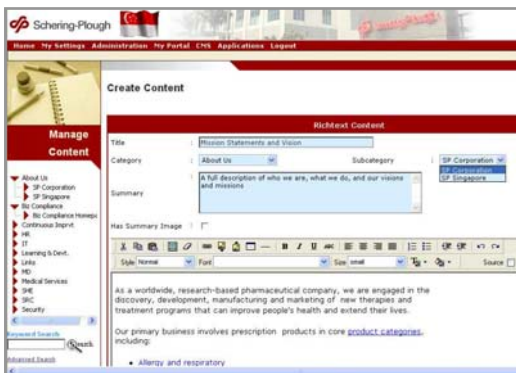 Schering-Plough
Home My Settings Administration My Portal CMS Applications Logout
Create Content
Manage
Content
Richtext Content
Title : Mission Statements and Vision
Category : About Us Subcategory : SP Corporation
SP Corporation
SP Singapore
Summary : A full description of who we are, what we do, and our visions
and missions
Has Summary Image :
About Us
SP Corporation
SP Singapore
Biz Compliance
Biz Compliance Homepa
Continuous Imprvt.
HR
IT
Learning & Devt.
Links
MD
Medical Services
SHE
SRC
Security
Keyword Search
Search
Advanced Search
B I U ABC
Style Normal Font Size small Source
As a worldwide, research-based pharmaceutical company, we are engaged in the
discovery, development, manufacturing and marketing of new therapies and
treatment programs that can improve people's health and extend their lives.
Our primary business involves prescription products in core product categories,
including:
Allergy and respiratory